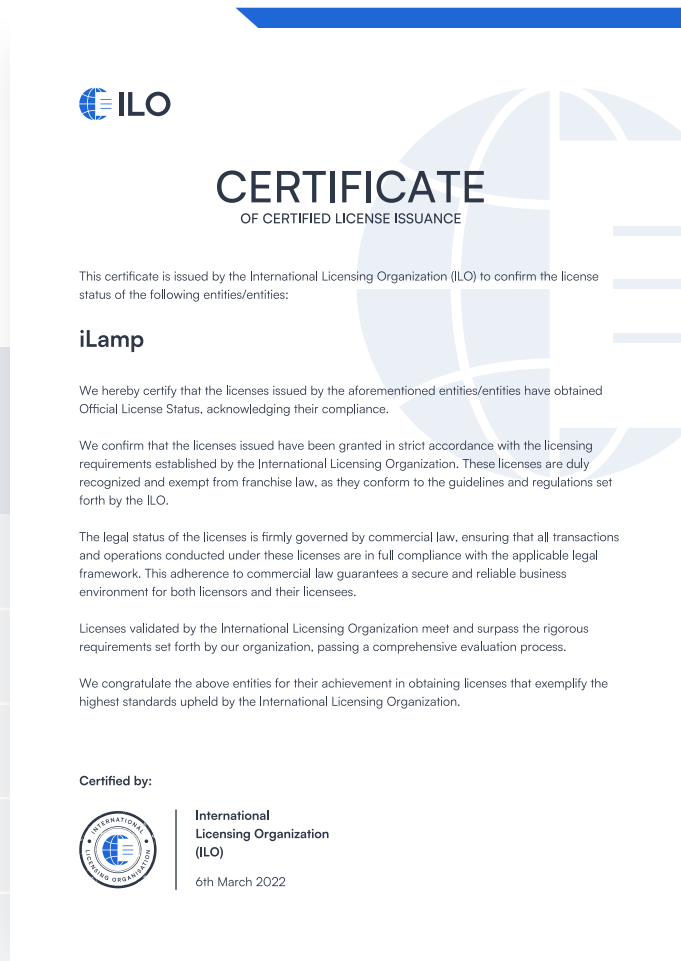 ILO
CERTIFICATE
OF CERTIFIED LICENSE ISSUANCE
This certificate is issued by the International Licensing Organization (ILO) to confirm the license
status of the following entities/entities:
iLamp
We hereby certify that the licenses issued by the aforementioned entities/entities have obtained
Official License Status, acknowledging their compliance.
We confirm that the licenses issued have been granted in strict accordance with the licensing
requirements established by the International Licensing Organization. These licenses are duly
recognized and exempt from franchise law, as they conform to the guidelines and regulations set
forth by the ILO.
The legal status of the licenses is firmly governed by commercial law, ensuring that all transactions
and operations conducted under these licenses are in full compliance with the applicable legal
framework. This adherence to commercial law guarantees a secure and reliable business
environment for both licensors and their licensees.
Licenses validated by the International Licensing Organization meet and surpass the rigorous
requirements set forth by our organization, passing a comprehensive evaluation process.
We congratulate the above entities for their achievement in obtaining licenses that exemplify the
highest standards upheld by the International Licensing Organization.
Certified by:
INTERNATIONAL
LICENSING ORGANISATION
International
Licensing Organization
(ILO)
6th March 2022